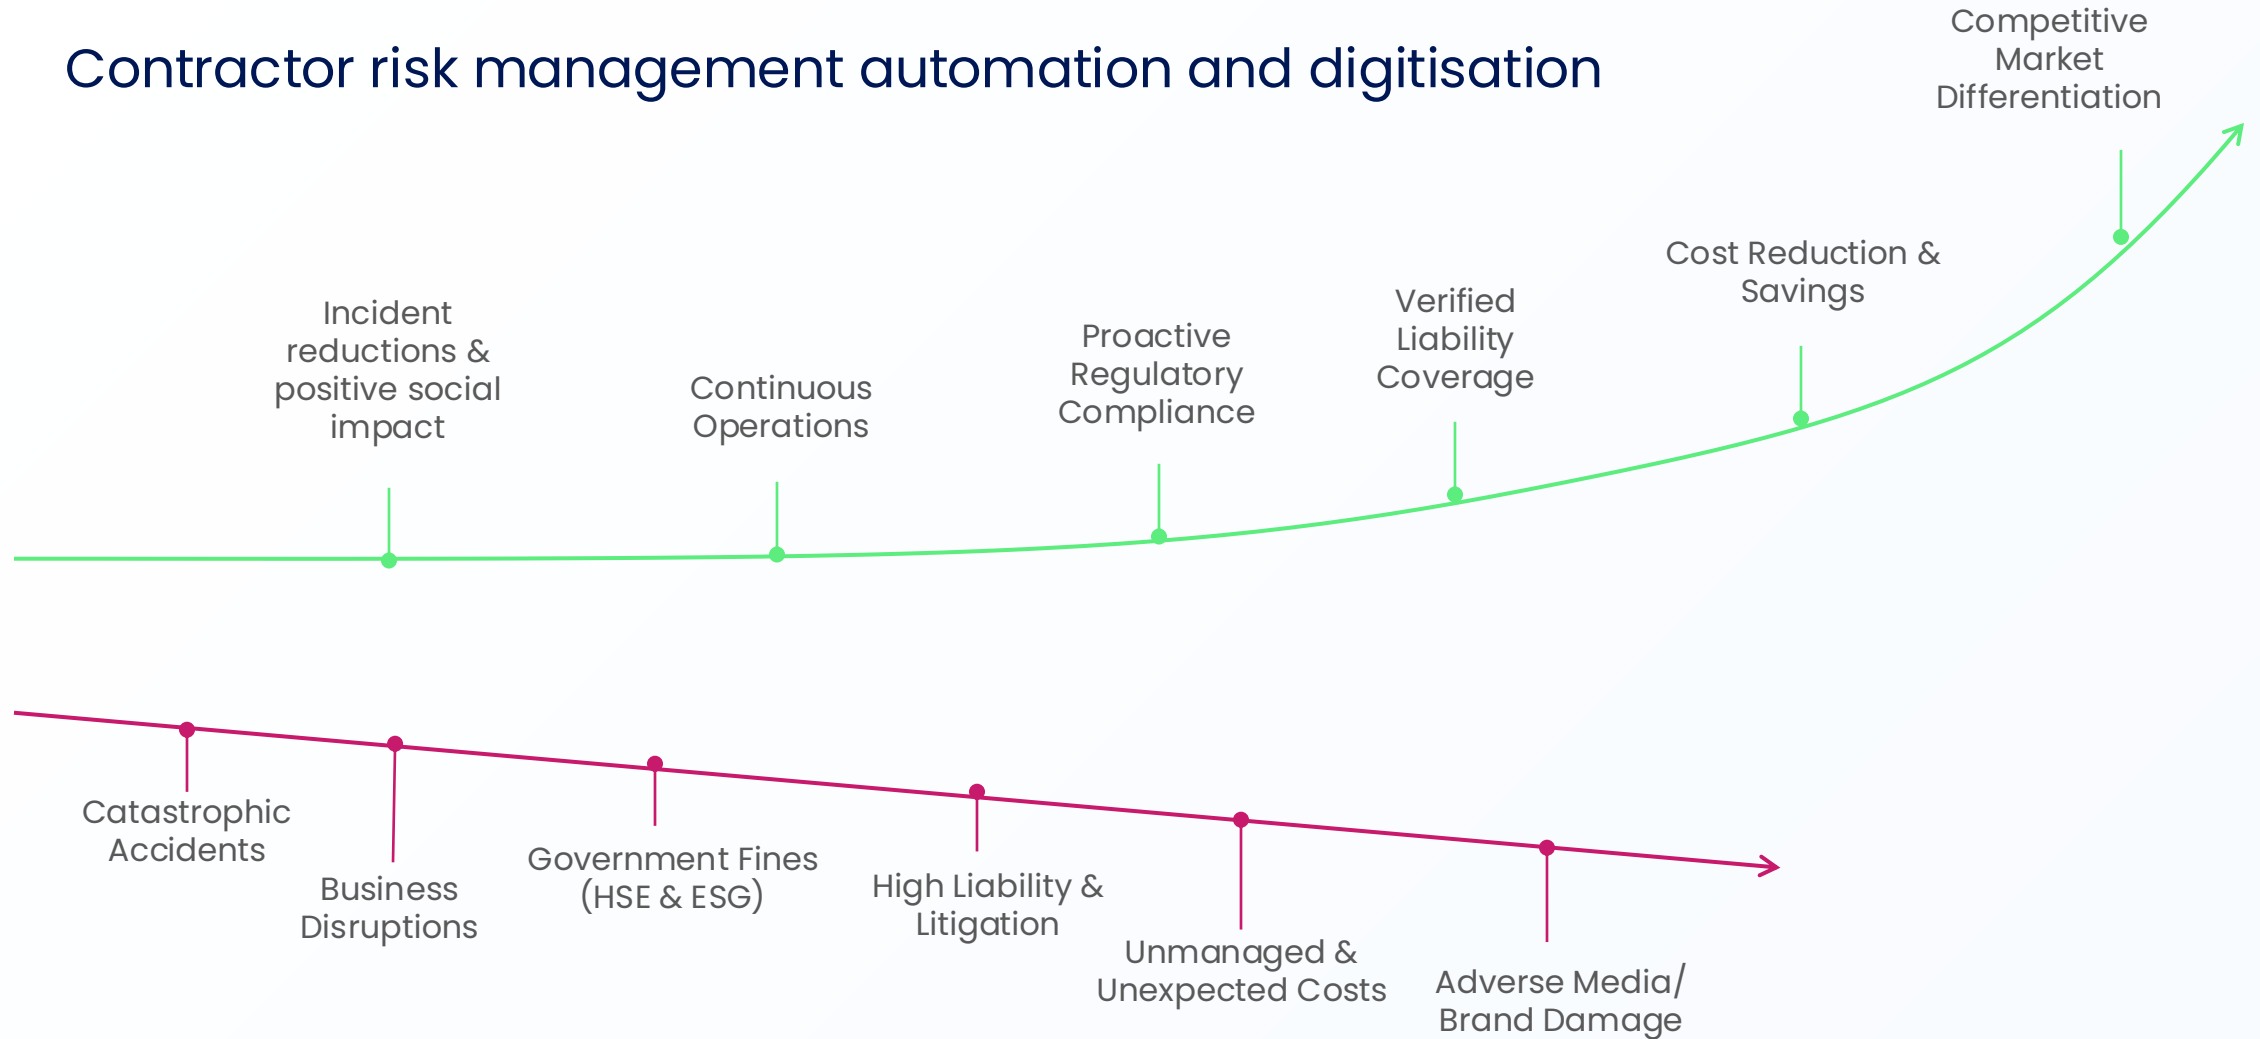 Contractor risk management automation and digitisation
Competitive
Market
Differentiation
Cost Reduction &
Savings
Verified
Liability
Coverage
Proactive
Regulatory
Compliance
Continuous
Operations
Incident
reductions &
positive social
impact
Catastrophic
Accidents
Business
Disruptions
Government Fines
(HSE & ESG)
High Liability &
Litigation
Unmanaged &
Unexpected Costs
Adverse Media/
Brand Damage